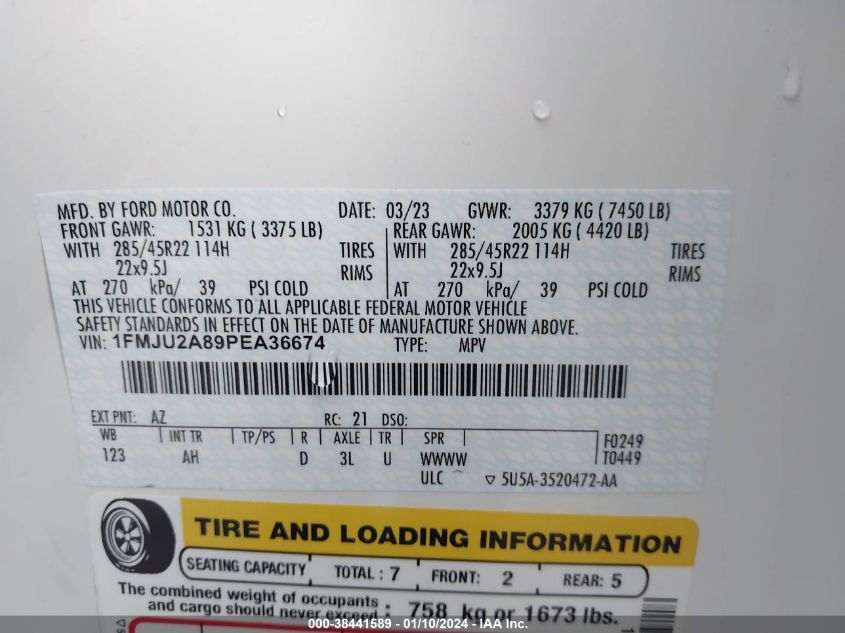 MFD. BY FORD MOTOR CO. DATE: 03/23 GVWR: 3379 KG ( 7450 LB)
FRONT GAWR: 1531 KG ( 3375 LB) REAR GAWR: 2005 KG ( 4420 LB)
WITH 285/45R22 114H TIRES WITH 285/45R22 114H TIRES
22x9.5J RIMS 22x9.5J RIMS
AT 270 kPa/ 39 PSI COLD AT 270 kPa/ 39 PSI COLD
THIS VEHICLE CONFORMS TO ALL APPLICABLE FEDERAL MOTOR VEHICLE
SAFETY STANDARDS IN EFFECT ON THE DATE OF MANUFACTURE SHOWN ABOVE.
VIN: 1FMJU2A89PEA36674 TYPE: MPV
EXT PNT: AZ RC: 21 DSO:
WB INT TR TP/PS R AXLE TR SPR F0249
123 AH D 3L U WWWW T0449
ULC ▽ 5U5A-3520472-AA
TIRE AND LOADING INFORMATION
SEATING CAPACITY TOTAL : 7 FRONT: 2 REAR: 5
The combined weight of occupants
and cargo should never exceed : 758 kg or 1673 lbs.
000-38441589 - 01/10/2024 - IAA Inc.